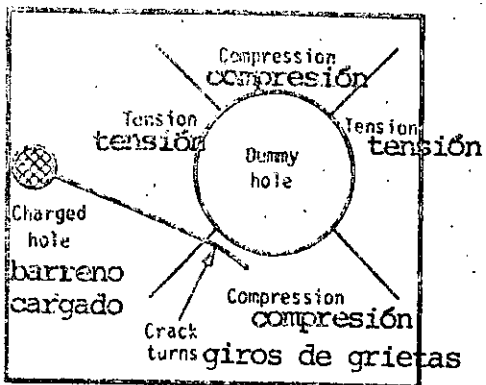 Compression
compresión
Tension
tensión
Tension
tensión
Dummy
hole
Charged
hole
barreno
cargado
Compression
compresión
Crack
turns
giros de grietas